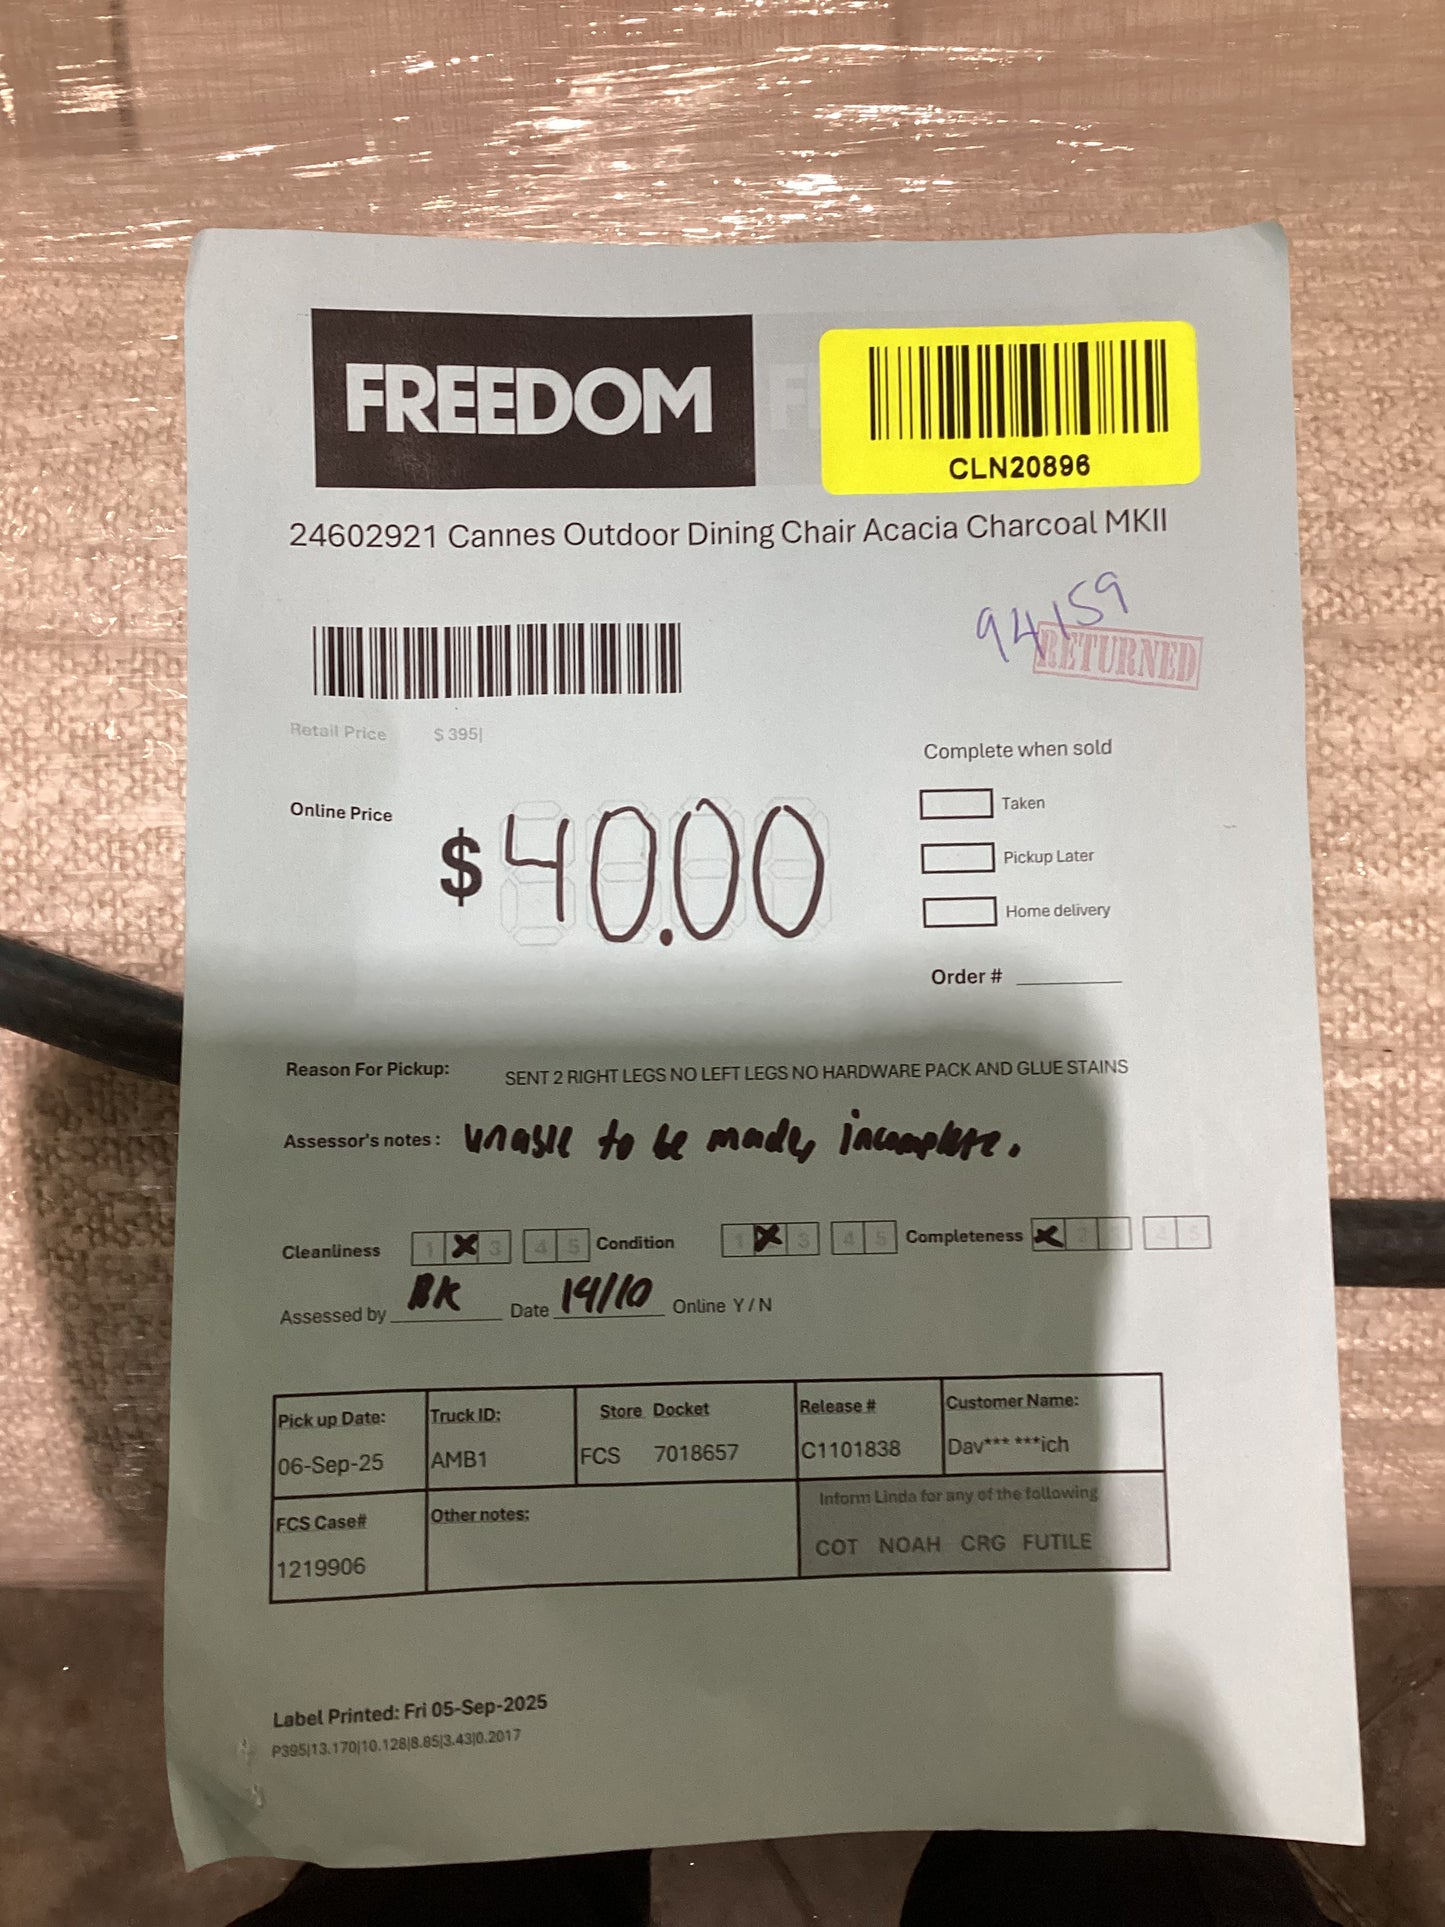 FREEDOM
CLN20896
24602921 Cannes Outdoor Dining Chair Acacia Charcoal MKII
94159
RETURNED
Retail Price $ 395|
Complete when sold
Online Price
$ 40.00
Taken
Pickup Later
Home delivery
Order #
Reason For Pickup: SENT 2 RIGHT LEGS NO LEFT LEGS NO HARDWARE PACK AND GLUE STAINS
Assessor's notes : unable to be made, incomplete.
Cleanliness 1 X 3 4 5 Condition 1 X 3 4 5 Completeness X 2 3 4 5
Assessed by BK Date 14/10 Online Y / N
Pick up Date: Truck ID: Store Docket Release # Customer Name:
06-Sep-25 AMB1 FCS 7018657 C1101838 Dav*** ***ich
FCS Case# Other notes: Inform Linda for any of the following
1219906 COT NOAH CRG FUTILE
Label Printed: Fri 05-Sep-2025
P395|13.170|10.128|8.85|3.43|0.2017